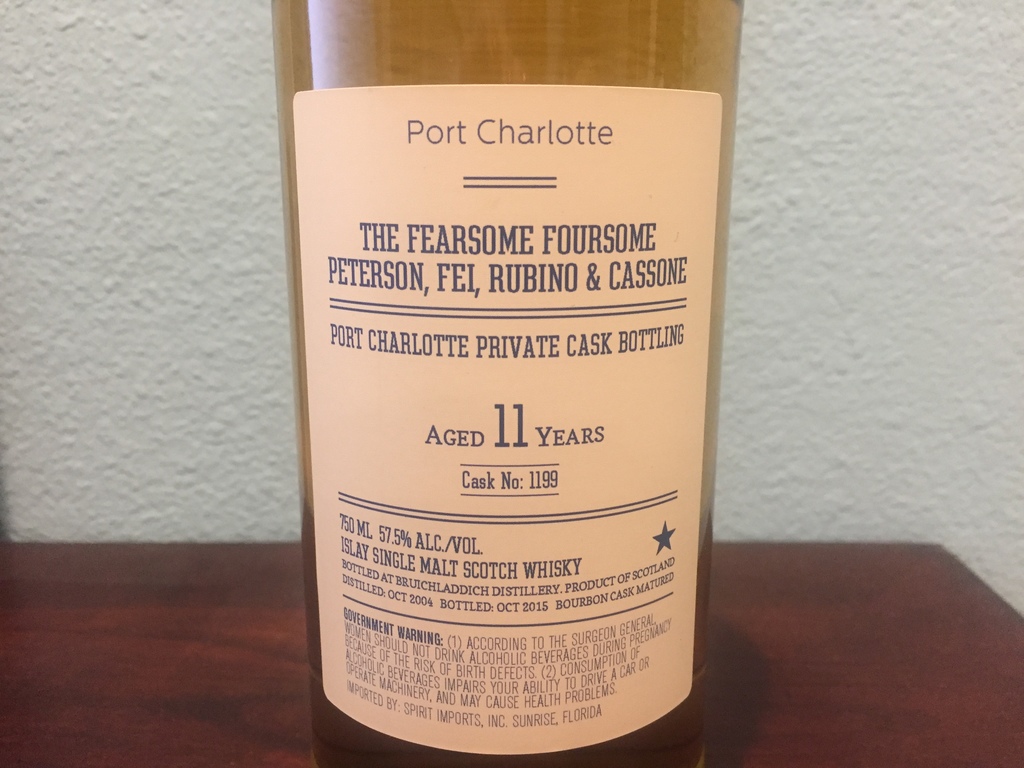 Port Charlotte
THE FEARSOME FOURSOME
PETERSON, FEI, RUBINO & CASSONE
PORT CHARLOTTE PRIVATE CASK BOTTLING
AGED 11 YEARS
Cask No: 1199
750 ML 57.5% ALC./VOL.
ISLAY SINGLE MALT SCOTCH WHISKY
BOTTLED AT BRUICHLADDICH DISTILLERY. PRODUCT OF SCOTLAND
DISTILLED: OCT 2004 BOTTLED: OCT 2015 BOURBON CASK MATURED
GOVERNMENT WARNING: (1) ACCORDING TO THE SURGEON GENERAL,
WOMEN SHOULD NOT DRINK ALCOHOLIC BEVERAGES DURING PREGNANCY
BECAUSE OF THE RISK OF BIRTH DEFECTS. (2) CONSUMPTION OF
ALCOHOLIC BEVERAGES IMPAIRS YOUR ABILITY TO DRIVE A CAR OR
OPERATE MACHINERY, AND MAY CAUSE HEALTH PROBLEMS.
IMPORTED BY: SPIRIT IMPORTS, INC. SUNRISE, FLORIDA